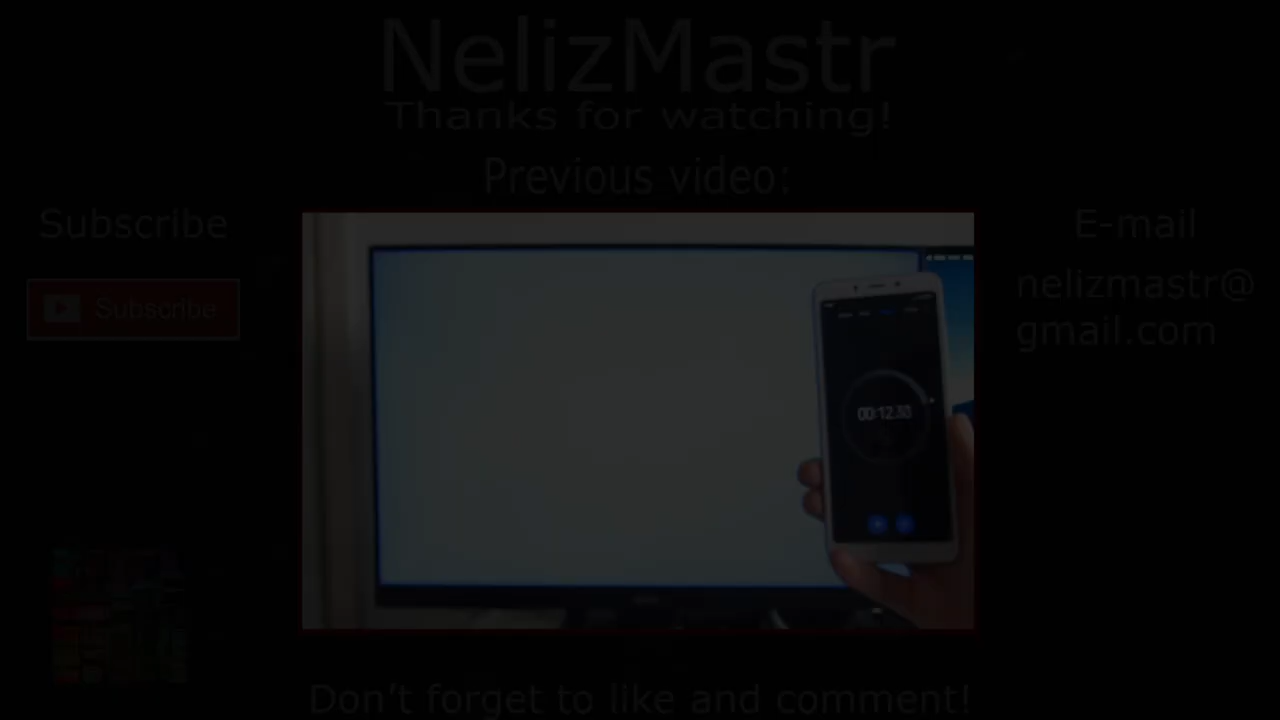 NelizMastr
Thanks for watching!
Previous video:
Subscribe
Subscribe
E-mail
nelizmastr@
gmail.com
00:12.33
Don't forget to like and comment!